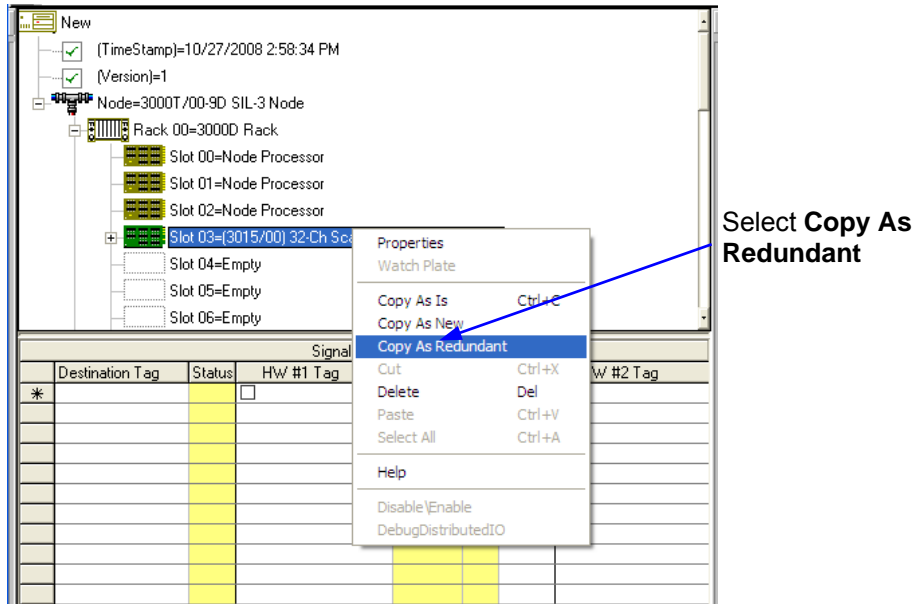 New
(TimeStamp)=10/27/2008 2:58:34 PM
(Version)=1
Node=3000T/00-9D SIL-3 Node
Rack 00=3000D Rack
Slot 00=Node Processor
Slot 01=Node Processor
Slot 02=Node Processor
Slot 03=(3015/00) 32-Ch Sca
Slot 04=Empty
Slot 05=Empty
Slot 06=Empty
Properties
Watch Plate
Copy As Is Ctrl+C
Copy As New
Copy As Redundant
Cut Ctrl+X
Delete Del
Paste Ctrl+V
Select All Ctrl+A
Help
Disable\Enable
DebugDistributedIO
Select Copy As
Redundant
Signal
Destination Tag Status HW #1 Tag W #2 Tag